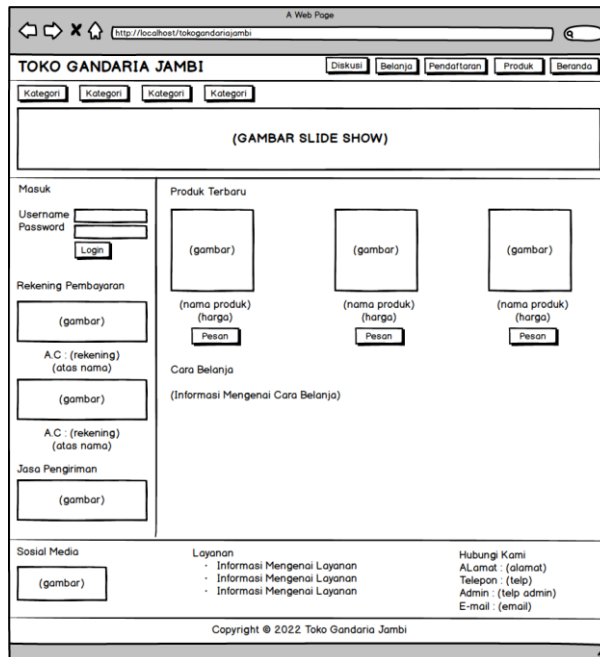 A Web Page
http://localhost/tokogandariajambi
TOKO GANDARIA JAMBI
Diskusi Belanja Pendaftaran Produk Beranda
Kategori Kategori Kategori Kategori
(GAMBAR SLIDE SHOW)
Masuk
Username
Password
Login
Rekening Pembayaran
(gambar)
A.C : (rekening)
(atas nama)
(gambar)
A.C : (rekening)
(atas nama)
Jasa Pengiriman
(gambar)
Produk Terbaru
(gambar) (gambar) (gambar)
(nama produk) (nama produk) (nama produk)
(harga) (harga) (harga)
Pesan Pesan Pesan
Cara Belanja
(Informasi Mengenai Cara Belanja)
Sosial Media
(gambar)
Layanan
· Informasi Mengenai Layanan
· Informasi Mengenai Layanan
· Informasi Mengenai Layanan
Hubungi Kami
ALamat : (alamat)
Telepon : (telp)
Admin : (telp admin)
E-mail : (email)
Copyright © 2022 Toko Gandaria Jambi